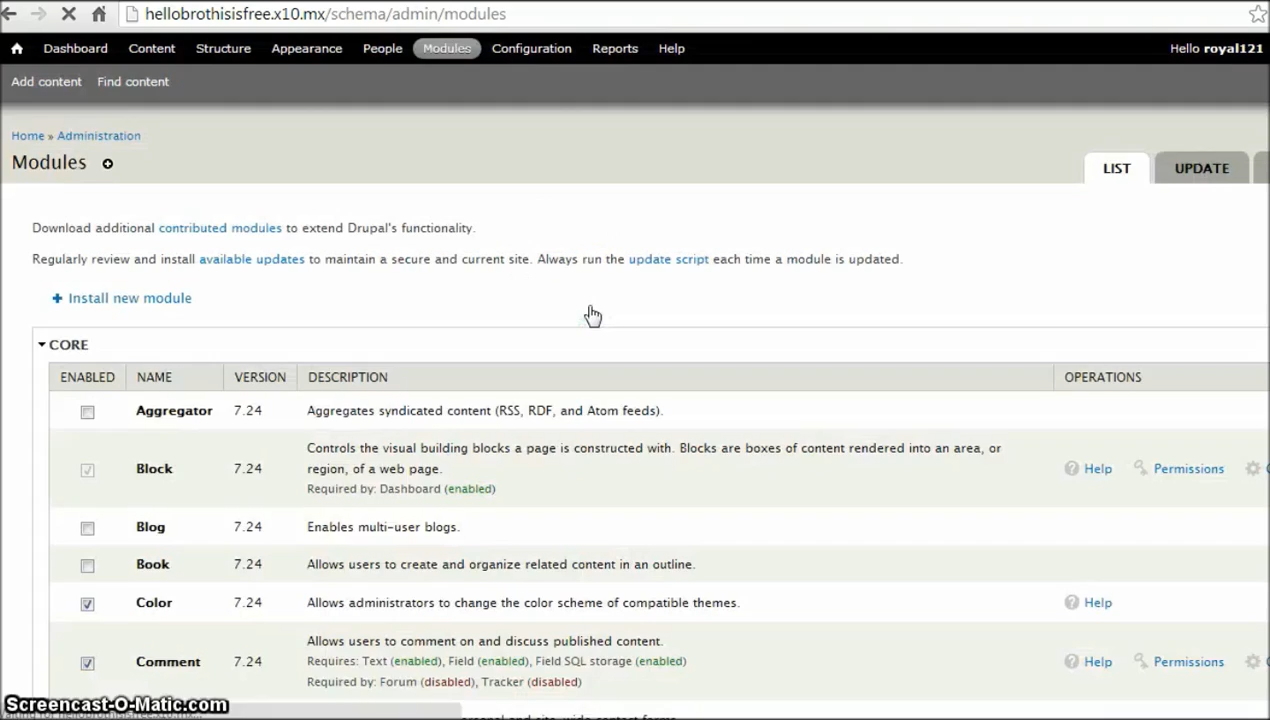 hellobrothisisfree.x10.mx/schema/admin/modules
Dashboard Content Structure Appearance People Modules Configuration Reports Help Hello royal121
Add content Find content
Home » Administration
Modules
LIST UPDATE
Download additional contributed modules to extend Drupal's functionality.
Regularly review and install available updates to maintain a secure and current site. Always run the update script each time a module is updated.
+ Install new module
CORE
ENABLED NAME VERSION DESCRIPTION OPERATIONS
Aggregator 7.24 Aggregates syndicated content (RSS, RDF, and Atom feeds).
Controls the visual building blocks a page is constructed with. Blocks are boxes of content rendered into an area, or
Block 7.24 region, of a web page. Help Permissions
Required by: Dashboard (enabled)
Blog 7.24 Enables multi-user blogs.
Book 7.24 Allows users to create and organize related content in an outline.
Color 7.24 Allows administrators to change the color scheme of compatible themes. Help
Allows users to comment on and discuss published content.
Comment 7.24 Requires: Text (enabled), Field (enabled), Field SQL storage (enabled) Help Permissions
Required by: Forum (disabled), Tracker (disabled)
Screencast-O-Matic.com